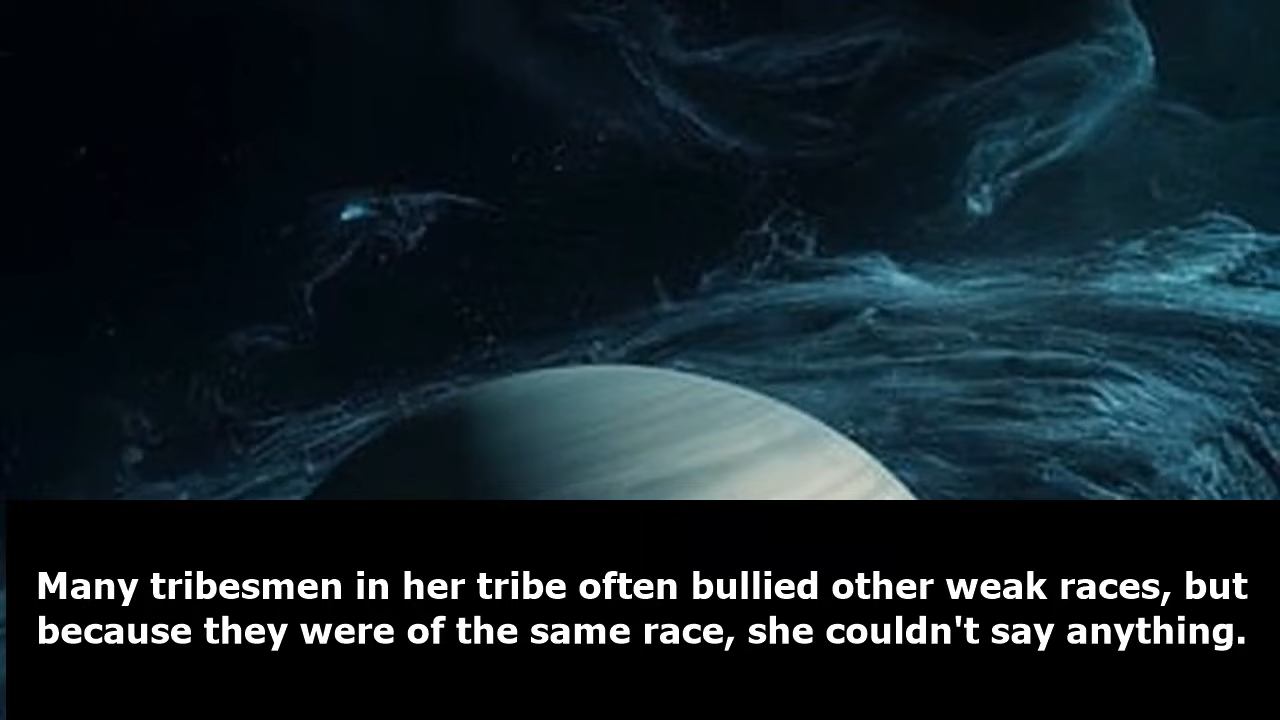 Many tribesmen in her tribe often bullied other weak races, but
because they were of the same race, she couldn't say anything.